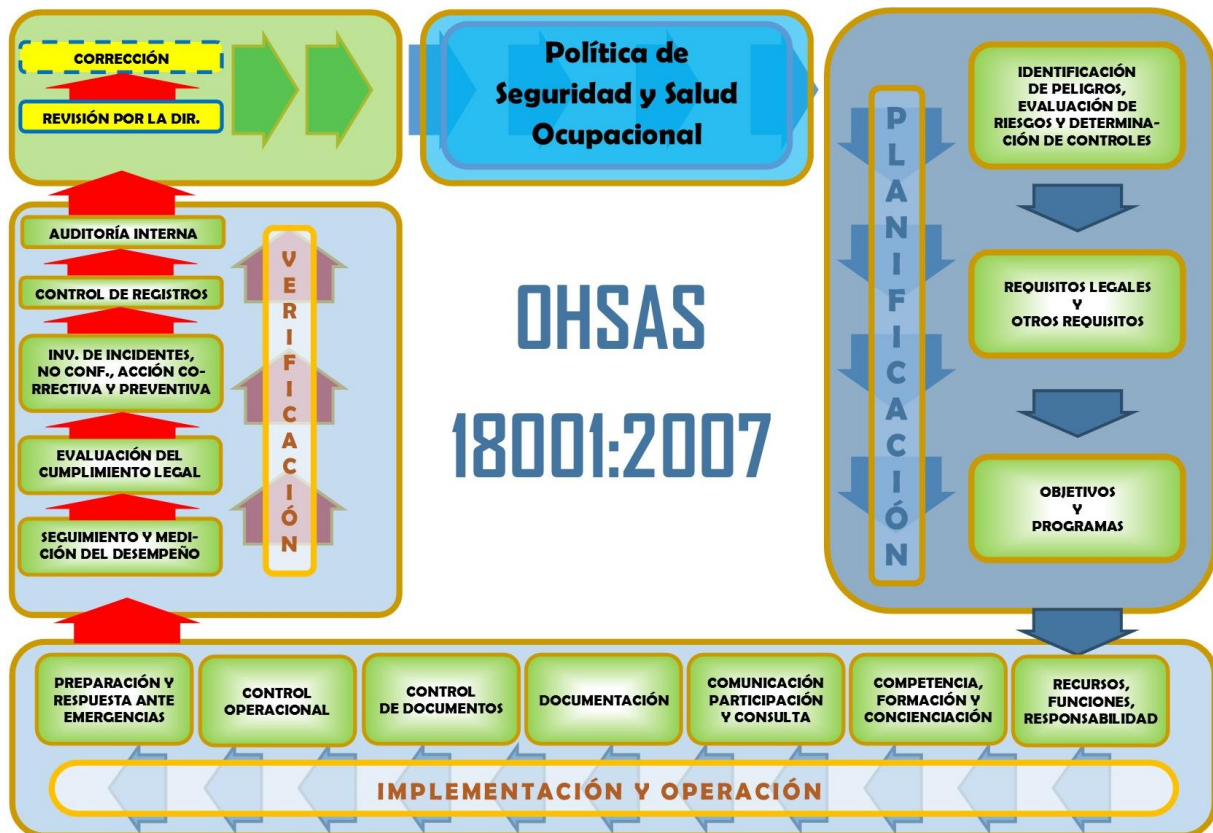 CORRECCIÓN
REVISIÓN POR LA DIR.
Política de
Seguridad y Salud
Ocupacional
PLANIFICACIÓN
IDENTIFICACIÓN
DE PELIGROS,
EVALUACIÓN DE
RIESGOS Y DETERMINA-
CIÓN DE CONTROLES
REQUISITOS LEGALES
Y
OTROS REQUISITOS
OBJETIVOS
Y
PROGRAMAS
AUDITORÍA INTERNA
CONTROL DE REGISTROS
INV. DE INCIDENTES,
NO CONF., ACCIÓN CO-
RRECTIVA Y PREVENTIVA
EVALUACIÓN DEL
CUMPLIMIENTO LEGAL
SEGUIMIENTO Y MEDI-
CIÓN DEL DESEMPEÑO
VERIFICACIÓN
OHSAS
18001:2007
PREPARACIÓN Y
RESPUESTA ANTE
EMERGENCIAS
CONTROL
OPERACIONAL
CONTROL
DE DOCUMENTOS
DOCUMENTACIÓN
COMUNICACIÓN
PARTICIPACIÓN
Y CONSULTA
COMPETENCIA,
FORMACIÓN Y
CONCIENCIACIÓN
RECURSOS,
FUNCIONES,
RESPONSABILIDAD
IMPLEMENTACIÓN Y OPERACIÓN